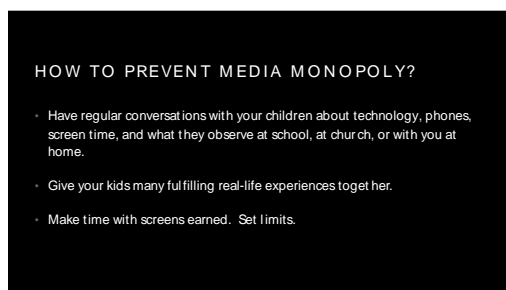 HOW TO PREVENT MEDIA MONOPOLY?
• Have regular conversations with your children about technology, phones,
screen time, and what they observe at school, at church, or with you at
home.
• Give your kids many fulfilling real-life experiences together.
• Make time with screens earned. Set limits.